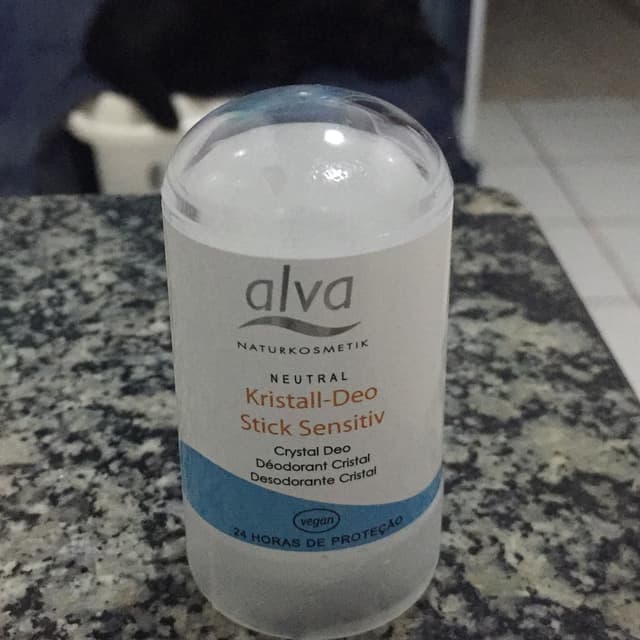 alva
NATURKOSMETIK
NEUTRAL
Kristall-Deo
Stick Sensitiv
Crystal Deo
Déodorant Cristal
Desodorante Cristal
vegan
24 HORAS DE PROTEÇÃO